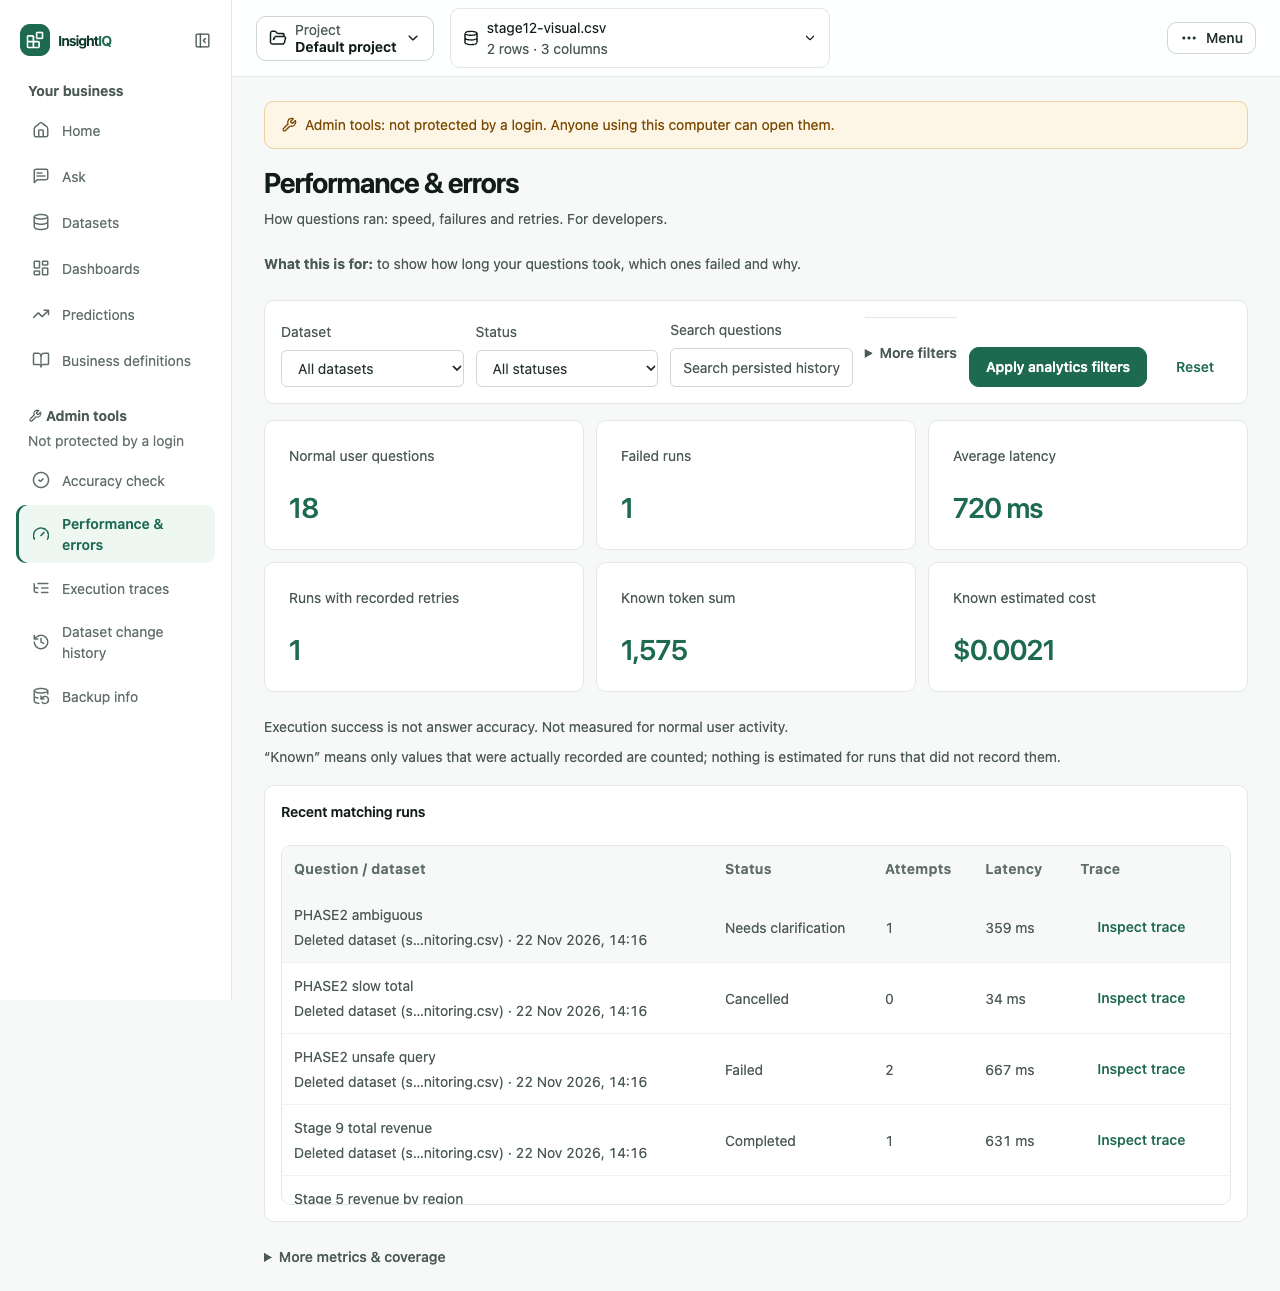 InsightIQ
Your business
Home
Ask
Datasets
Dashboards
Predictions
Business definitions
Admin tools
Not protected by a login
Accuracy check
Performance &
errors
Execution traces
Dataset change
history
Backup info
Project
Default project
stage12-visual.csv
2 rows · 3 columns
Menu
Admin tools: not protected by a login. Anyone using this computer can open them.
Performance & errors
How questions ran: speed, failures and retries. For developers.
What this is for: to show how long your questions took, which ones failed and why.
Dataset
All datasets
Status
All statuses
Search questions
Search persisted history
More filters
Apply analytics filters
Reset
Normal user questions
18
Failed runs
1
Average latency
720 ms
Runs with recorded retries
1
Known token sum
1,575
Known estimated cost
$0.0021
Execution success is not answer accuracy. Not measured for normal user activity.
“Known” means only values that were actually recorded are counted; nothing is estimated for runs that did not record them.
Recent matching runs
Question / dataset Status Attempts Latency Trace
PHASE2 ambiguous
Deleted dataset (s...nitoring.csv) · 22 Nov 2026, 14:16 Needs clarification 1 359 ms Inspect trace
PHASE2 slow total
Deleted dataset (s...nitoring.csv) · 22 Nov 2026, 14:16 Cancelled 0 34 ms Inspect trace
PHASE2 unsafe query
Deleted dataset (s...nitoring.csv) · 22 Nov 2026, 14:16 Failed 2 667 ms Inspect trace
Stage 9 total revenue
Deleted dataset (s...nitoring.csv) · 22 Nov 2026, 14:16 Completed 1 631 ms Inspect trace
Stage 5 revenue by region
More metrics & coverage